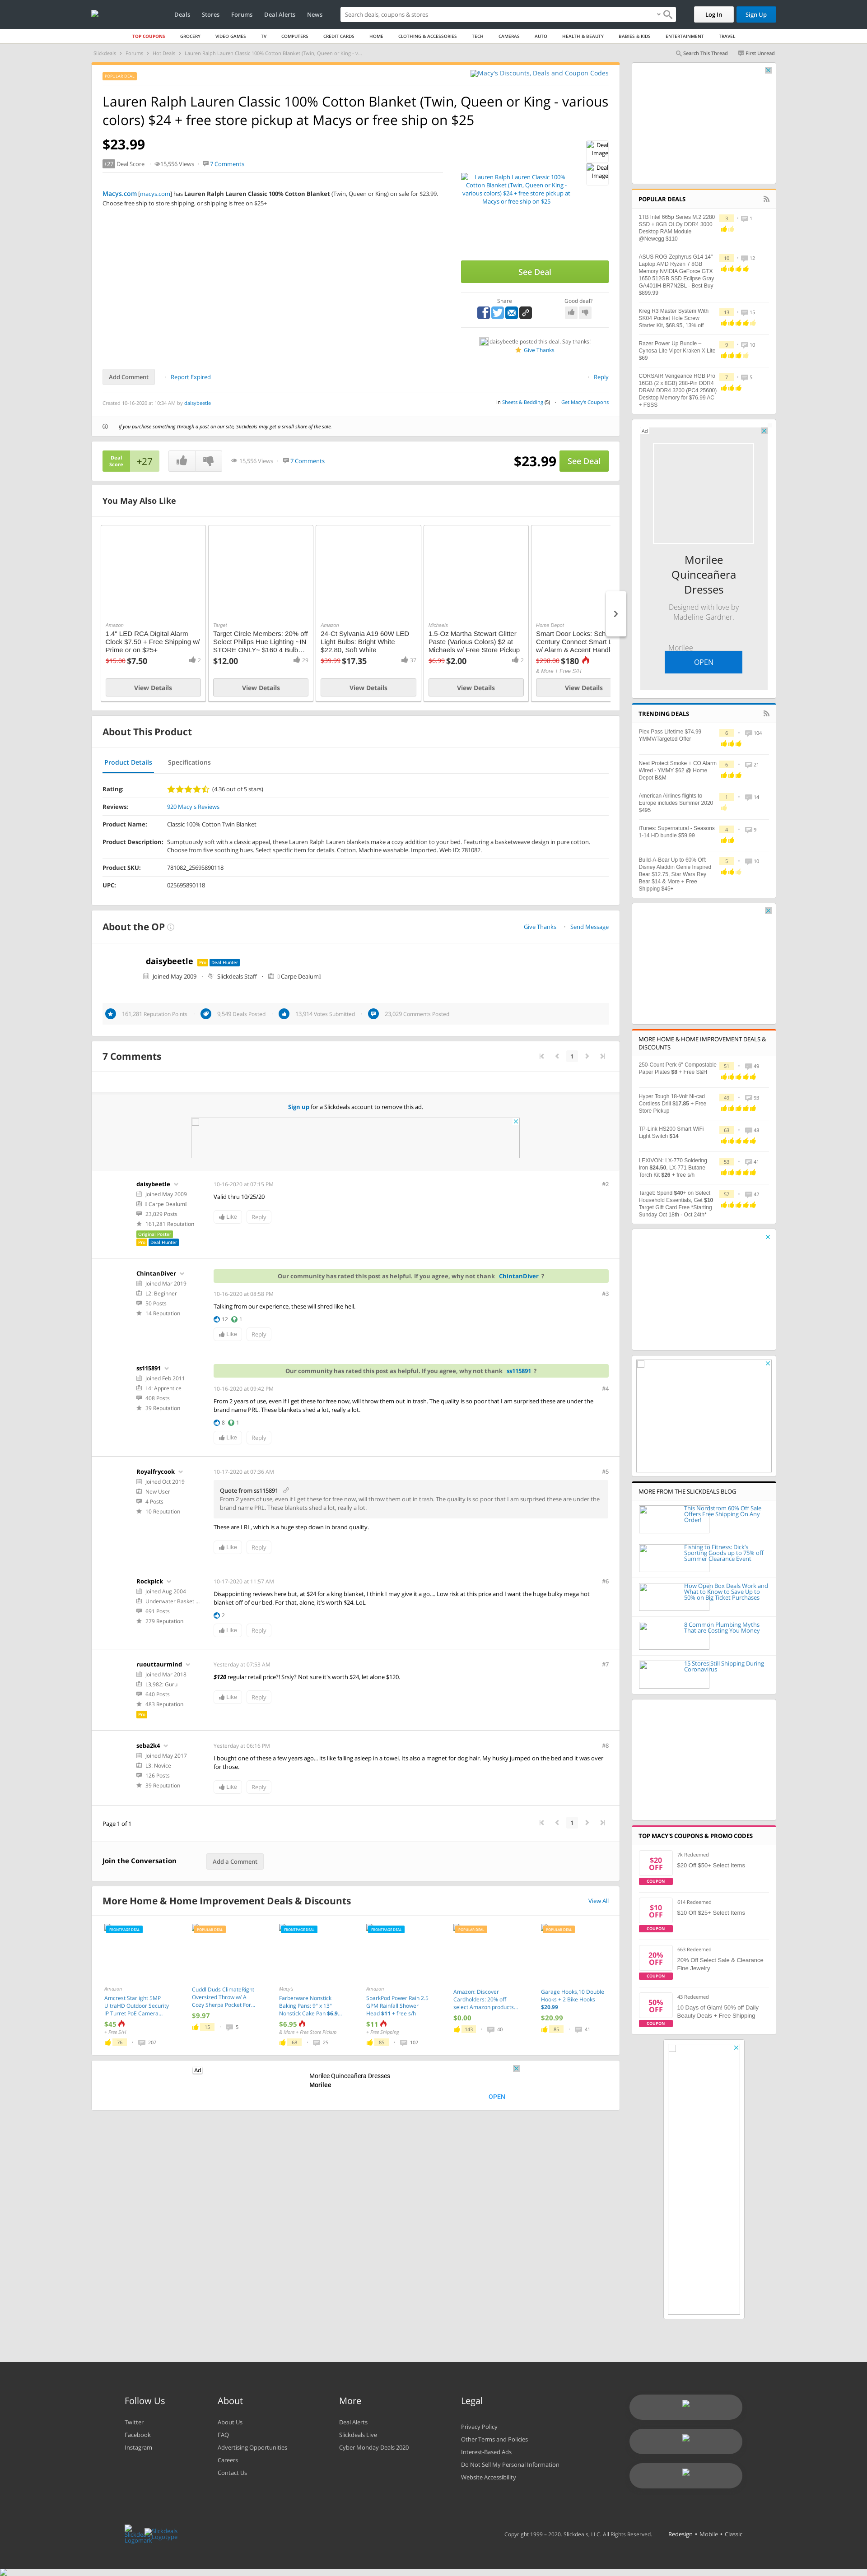 Deals Stores Forums Deal Alerts News
Search deals, coupons & stores
Log In Sign Up
TOP COUPONS GROCERY VIDEO GAMES TV COMPUTERS CREDIT CARDS HOME CLOTHING & ACCESSORIES TECH CAMERAS AUTO HEALTH & BEAUTY BABIES & KIDS ENTERTAINMENT TRAVEL
Slickdeals Forums Hot Deals Lauren Ralph Lauren Classic 100% Cotton Blanket (Twin, Queen or King - v...
Search This Thread First Unread
POPULAR DEAL
Macy's Discounts, Deals and Coupon Codes
Lauren Ralph Lauren Classic 100% Cotton Blanket (Twin, Queen or King - various
colors) $24 + free store pickup at Macys or free ship on $25
$23.99
+27 Deal Score 15,556 Views 7 Comments
Macys.com [macys.com] has Lauren Ralph Lauren Classic 100% Cotton Blanket (Twin, Queen or King) on sale for $23.99.
Choose free ship to store shipping, or shipping is free on $25+
Lauren Ralph Lauren Classic 100%
Cotton Blanket (Twin, Queen or King -
various colors) $24 + free store pickup at
Macys or free ship on $25
Deal
Image
Deal
Image
See Deal
Share Good deal?
daisybeetle posted this deal. Say thanks!
Give Thanks
Add Comment Report Expired Reply
Created 10-16-2020 at 10:34 AM by daisybeetle
in Sheets & Bedding (5) Get Macy's Coupons
If you purchase something through a post on our site, Slickdeals may get a small share of the sale.
Deal
Score
+27
15,556 Views 7 Comments
$23.99 See Deal
You May Also Like
Amazon
1.4" LED RCA Digital Alarm
Clock $7.50 + Free Shipping w/
Prime or on $25+
$15.00 $7.50 2
View Details
Target
Target Circle Members: 20% off
Select Philips Hue Lighting ~IN
STORE ONLY~ $160 4 Bulb...
$12.00 29
View Details
Amazon
24-Ct Sylvania A19 60W LED
Light Bulbs: Bright White
$22.80, Soft White
$39.99 $17.35 37
View Details
Michaels
1.5-Oz Martha Stewart Glitter
Paste (Various Colors) $2 at
Michaels w/ Free Store Pickup
$6.99 $2.00 2
View Details
Home Depot
Smart Door Locks: Sch
Century Connect Smart L
w/ Alarm & Accent Handl
$298.00 $180
& More + Free S/H
View Details
About This Product
Product Details Specifications
Rating: (4.36 out of 5 stars)
Reviews: 920 Macy's Reviews
Product Name: Classic 100% Cotton Twin Blanket
Product Description: Sumptuously soft with a classic appeal, these Lauren Ralph Lauren blankets make a cozy addition to your bed. Featuring a basketweave design in pure cotton.
Choose from five soothing hues. Select specific item for details. Cotton. Machine washable. Imported. Web ID: 781082.
Product SKU: 781082_25695890118
UPC: 025695890118
About the OP
Give Thanks Send Message
daisybeetle Pro Deal Hunter
Joined May 2009 Slickdeals Staff Carpe Dealum
161,281 Reputation Points 9,549 Deals Posted 13,914 Votes Submitted 23,029 Comments Posted
7 Comments
1
Sign up for a Slickdeals account to remove this ad.
daisybeetle
Joined May 2009
Carpe Dealum
23,029 Posts
161,281 Reputation
Original Poster
Pro Deal Hunter
10-16-2020 at 07:15 PM #2
Valid thru 10/25/20
Like Reply
ChintanDiver
Joined Mar 2019
L2: Beginner
50 Posts
14 Reputation
Our community has rated this post as helpful. If you agree, why not thank ChintanDiver ?
10-16-2020 at 08:58 PM #3
Talking from our experience, these will shred like hell.
12 1
Like Reply
ss115891
Joined Feb 2011
L4: Apprentice
408 Posts
39 Reputation
Our community has rated this post as helpful. If you agree, why not thank ss115891 ?
10-16-2020 at 09:42 PM #4
From 2 years of use, even if I get these for free now, will throw them out in trash. The quality is so poor that I am surprised these are under the
brand name PRL. These blankets shed a lot, really a lot.
8 1
Like Reply
Royalfrycook
Joined Oct 2019
New User
4 Posts
10 Reputation
10-17-2020 at 07:36 AM #5
Quote from ss115891
From 2 years of use, even if I get these for free now, will throw them out in trash. The quality is so poor that I am surprised these are under the
brand name PRL. These blankets shed a lot, really a lot.
These are LRL, which is a huge step down in brand quality.
Like Reply
Rockpick
Joined Aug 2004
Underwater Basket ...
691 Posts
279 Reputation
10-17-2020 at 11:57 AM #6
Disappointing reviews here but, at $24 for a king blanket, I think I may give it a go.... Low risk at this price and I want the huge bulky mega hot
blanket off of our bed. For that, alone, it's worth $24. LoL
2
Like Reply
ruouttaurmind
Joined Mar 2018
L3,982: Guru
640 Posts
483 Reputation
Pro
Yesterday at 07:53 AM #7
$120 regular retail price?! Srsly? Not sure it's worth $24, let alone $120.
Like Reply
seba2k4
Joined May 2017
L3: Novice
126 Posts
39 Reputation
Yesterday at 06:16 PM #8
I bought one of these a few years ago... its like falling asleep in a towel. Its also a magnet for dog hair. My husky jumped on the bed and it was over
for those.
Like Reply
Page 1 of 1
1
Join the Conversation Add a Comment
More Home & Home Improvement Deals & Discounts View All
FRONTPAGE DEAL
Amazon
Amcrest Starlight 5MP
UltraHD Outdoor Security
IP Turret PoE Camera...
$45
+ Free S/H
76 207
POPULAR DEAL
Cuddl Duds ClimateRight
Oversized Throw w/ A
Cozy Sherpa Pocket For...
$9.97
15 5
FRONTPAGE DEAL
Macy's
Farberware Nonstick
Baking Pans: 9" x 13"
Nonstick Cake Pan $6.9...
$6.95
& More + Free Store Pickup
68 25
FRONTPAGE DEAL
Amazon
SparkPod Power Rain 2.5
GPM Rainfall Shower
Head $11 + free s/h
$11
+ Free Shipping
85 102
POPULAR DEAL
Amazon: Discover
Cardholders: 20% off
select Amazon products...
$0.00
143 40
POPULAR DEAL
Garage Hooks,10 Double
Hooks + 2 Bike Hooks
$20.99
$20.99
85 41
Ad
Morilee Quinceañera Dresses
Morilee
OPEN
POPULAR DEALS
1TB Intel 665p Series M.2 2280
SSD + 8GB OLOy DDR4 3000
Desktop RAM Module
@Newegg $110
3 1
ASUS ROG Zephyrus G14 14"
Laptop AMD Ryzen 7 8GB
Memory NVIDIA GeForce GTX
1650 512GB SSD Eclipse Gray
GA401IH-BR7N2BL - Best Buy
$899.99
10 12
Kreg R3 Master System With
SK04 Pocket Hole Screw
Starter Kit, $68.95, 13% off
13 15
Razer Power Up Bundle –
Cynosa Lite Viper Kraken X Lite
$69
9 10
CORSAIR Vengeance RGB Pro
16GB (2 x 8GB) 288-Pin DDR4
DRAM DDR4 3200 (PC4 25600)
Desktop Memory for $76.99 AC
+ FSSS
7 5
Ad
Morilee
Quinceañera
Dresses
Designed with love by
Madeline Gardner.
Morilee
OPEN
TRENDING DEALS
Plex Pass Lifetime $74.99
YMMV/Targeted Offer
6 104
Nest Protect Smoke + CO Alarm
Wired - YMMY $62 @ Home
Depot B&M
6 21
American Airlines flights to
Europe includes Summer 2020
$495
1 14
iTunes: Supernatural - Seasons
1-14 HD bundle $59.99
4 9
Build-A-Bear Up to 60% Off:
Disney Aladdin Genie Inspired
Bear $12.75, Star Wars Rey
Bear $14 & More + Free
Shipping $45+
5 10
MORE HOME & HOME IMPROVEMENT DEALS &
DISCOUNTS
250-Count Perk 6" Compostable
Paper Plates $8 + Free S&H
51 49
Hyper Tough 18-Volt Ni-cad
Cordless Drill $17.85 + Free
Store Pickup
49 93
TP-Link HS200 Smart WiFi
Light Switch $14
63 48
LEXIVON: LX-770 Soldering
Iron $24.50, LX-771 Butane
Torch Kit $26 + free s/h
53 41
Target: Spend $40+ on Select
Household Essentials, Get $10
Target Gift Card Free *Starting
Sunday Oct 18th - Oct 24th*
57 42
MORE FROM THE SLICKDEALS BLOG
This Nordstrom 60% Off Sale
Offers Free Shipping On Any
Order!
Fishing to Fitness: Dick's
Sporting Goods up to 75% off
Summer Clearance Event
How Open Box Deals Work and
What to Know to Save Up to
50% on Big Ticket Purchases
8 Common Plumbing Myths
That are Costing You Money
15 Stores Still Shipping During
Coronavirus
TOP MACY'S COUPONS & PROMO CODES
$20
OFF
COUPON
7k Redeemed
$20 Off $50+ Select Items
$10
OFF
COUPON
614 Redeemed
$10 Off $25+ Select Items
20%
OFF
COUPON
663 Redeemed
20% Off Select Sale & Clearance
Fine Jewelry
50%
OFF
COUPON
43 Redeemed
10 Days of Glam! 50% off Daily
Beauty Deals + Free Shipping
Follow Us
Twitter
Facebook
Instagram
About
About Us
FAQ
Advertising Opportunities
Careers
Contact Us
More
Deal Alerts
Slickdeals Live
Cyber Monday Deals 2020
Legal
Privacy Policy
Other Terms and Policies
Interest-Based Ads
Do Not Sell My Personal Information
Website Accessibility
Slickdeals
Logotype
Copyright 1999 – 2020. Slickdeals, LLC. All Rights Reserved. Redesign • Mobile • Classic